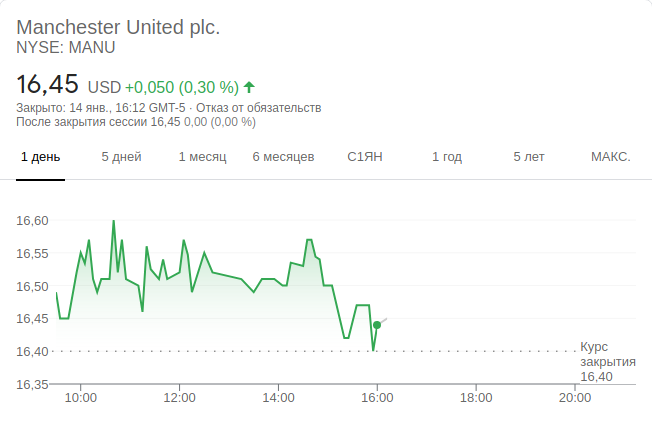 Manchester United plc.
NYSE: MANU
16,45 USD +0,050 (0,30 %)
Закрыто: 14 янв., 16:12 GMT-5 · Отказ от обязательств
После закрытия сессии 16,45 0,00 (0,00 %)
1 день 5 дней 1 месяц 6 месяцев С1ЯН 1 год 5 лет МАКС.
16,60
16,55
16,50
16,45
16,40
16,35
Курс
закрытия
16,40
10:00 12:00 14:00 16:00 18:00 20:00